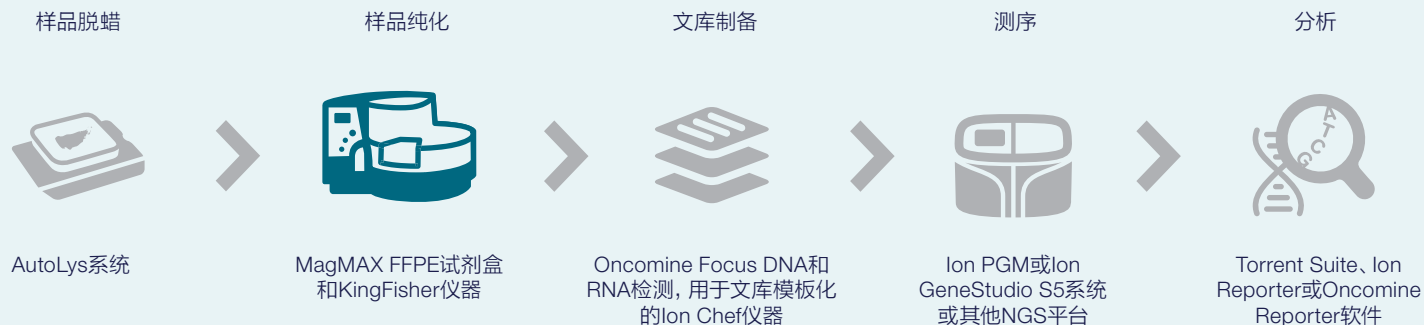 样品脱蜡
样品纯化
文库制备
测序
分析
A
T
C
G
AutoLys系统
MagMAX FFPE试剂盒
和KingFisher仪器
Oncomine Focus DNA和
RNA检测，用于文库模板化
的Ion Chef仪器
Ion PGM或Ion
GeneStudio S5系统
或其他NGS平台
Torrent Suite、Ion
Reporter或Oncomine
Reporter软件